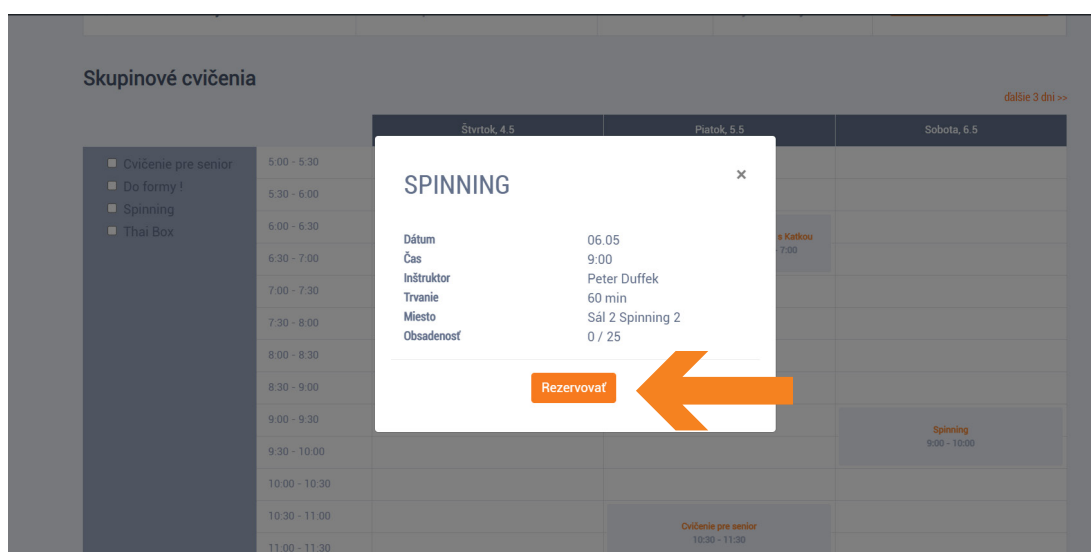 Skupinové cvičenia
ďalšie 3 dni >>
Štvrtok, 4.5
Piatok, 5.5
Sobota, 6.5
Cvičenie pre senior
Do formy !
Spinning
Thai Box
5:00 - 5:30
5:30 - 6:00
6:00 - 6:30
6:30 - 7:00
7:00 - 7:30
7:30 - 8:00
8:00 - 8:30
8:30 - 9:00
9:00 - 9:30
9:30 - 10:00
10:00 - 10:30
10:30 - 11:00
11:00 - 11:30
SPINNING
×
Dátum 06.05
Čas 9:00
Inštruktor Peter Duffek
Trvanie 60 min
Miesto Sál 2 Spinning 2
Obsadenosť 0 / 25
Rezervovať
s Katkou
- 7:00
Spinning
9:00 - 10:00
Cvičenie pre senior
10:30 - 11:30